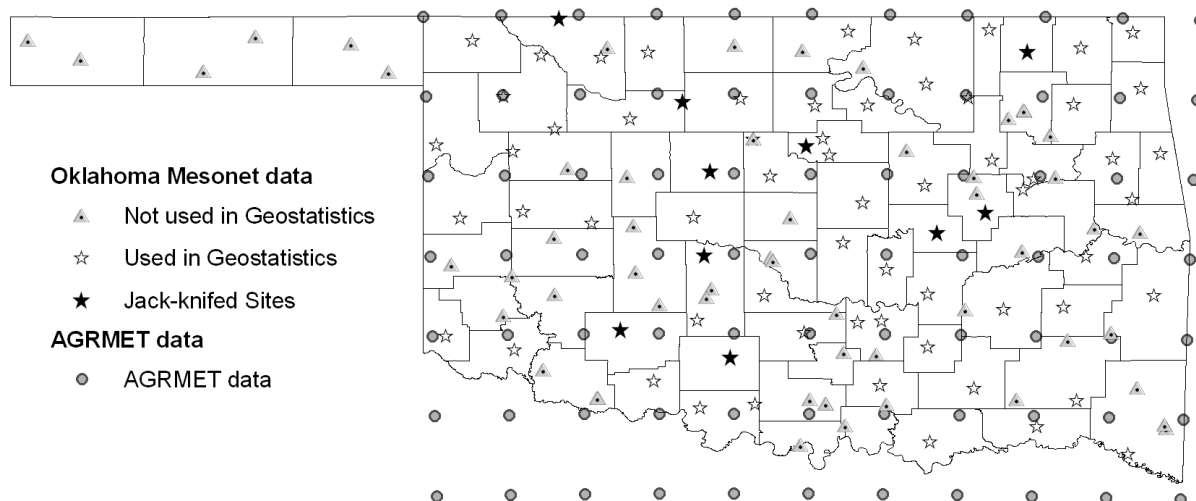 Oklahoma Mesonet data
Not used in Geostatistics
Used in Geostatistics
Jack-knifed Sites
AGRMET data
AGRMET data